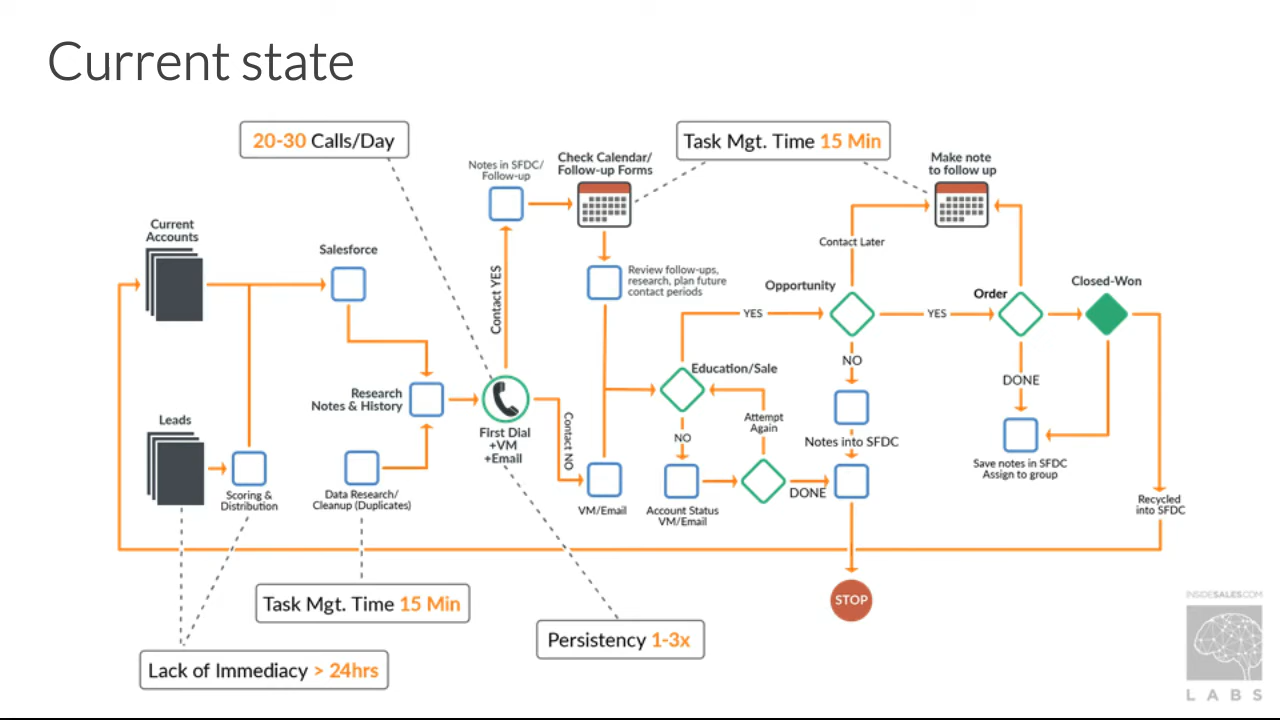 Current state
20-30 Calls/Day
Task Mgt. Time 15 Min
Notes in SFDC/
Follow-up
Check Calendar/
Follow-up Forms
Make note
to follow up
Current
Accounts
Salesforce
Contact YES
Review follow-ups,
research, plan future
contact periods
Contact Later
Opportunity
Order
Closed-Won
YES
YES
NO
Education/Sale
DONE
Research
Notes & History
First Dial
+VM
+Email
Contact NO
Attempt
Again
NO
Notes into SFDC
Save notes in SFDC
Assign to group
Leads
Scoring &
Distribution
Data Research/
Cleanup (Duplicates)
VM/Email
Account Status
VM/Email
DONE
Recycled
into SFDC
STOP
Task Mgt. Time 15 Min
Persistency 1-3x
Lack of Immediacy > 24hrs
INSIDESALES.COM
LABS